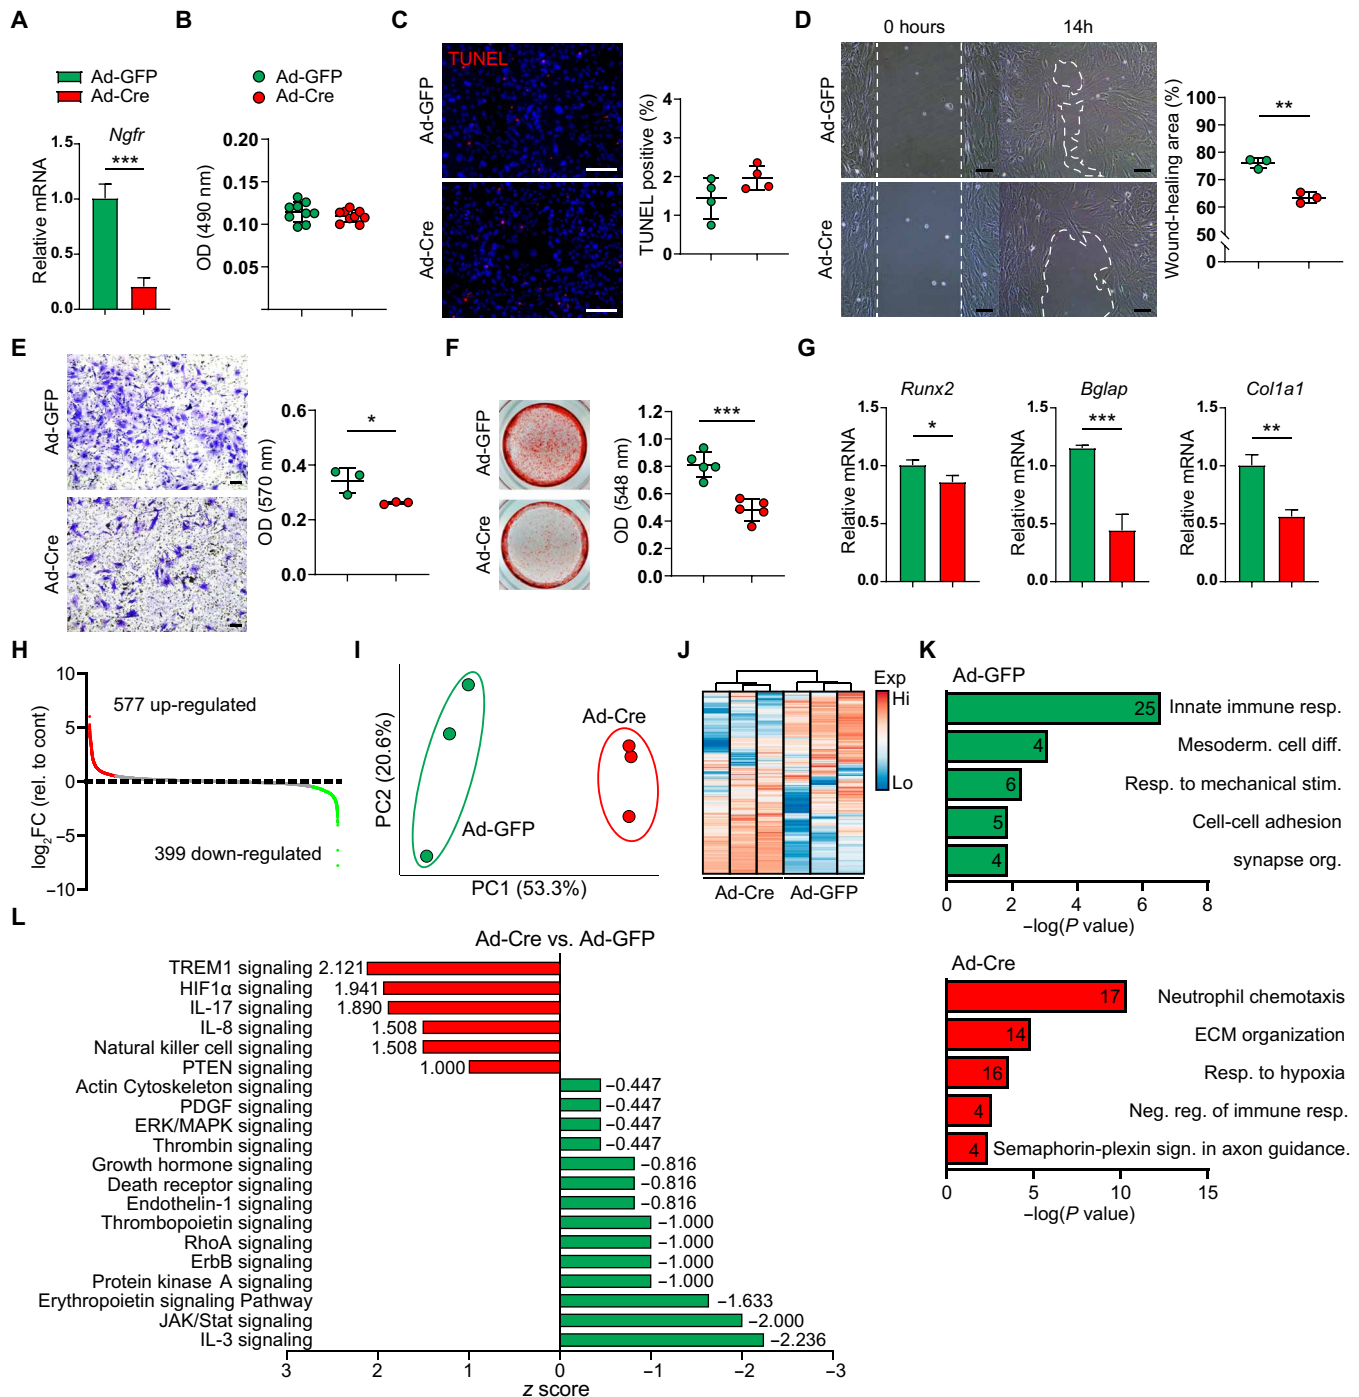 A
Ad-GFP
Ad-Cre
Ngfr
***
Relative mRNA
1.5
1.0
0.5
0.0
B
Ad-GFP
Ad-Cre
OD (490 nm)
0.20
0.15
0.10
0.05
C
TUNEL
Ad-GFP
Ad-Cre
TUNEL positive (%)
4
3
2
1
0
D
0 hours
14h
Ad-GFP
Ad-Cre
Wound-healing area (%)
100
90
80
70
60
50
0
**
E
Ad-GFP
Ad-Cre
OD (570 nm)
0.6
0.4
0.2
0.0
*
F
Ad-GFP
Ad-Cre
OD (548 nm)
1.2
1.0
0.8
0.6
0.4
0.2
0.0
***
G
Runx2
*
Relative mRNA
1.5
1.0
0.5
0.0
Bglap
***
Relative mRNA
1.5
1.0
0.5
0.0
Col1a1
**
Relative mRNA
1.5
1.0
0.5
0.0
H
log2FC (rel. to cont)
10
5
0
−5
−10
577 up-regulated
399 down-regulated
I
PC2 (20.6%)
Ad-Cre
Ad-GFP
PC1 (53.3%)
J
Exp
Hi
Lo
Ad-Cre
Ad-GFP
K
Ad-GFP
25 Innate immune resp.
4 Mesoderm. cell diff.
6 Resp. to mechanical stim.
5 Cell-cell adhesion
4 synapse org.
0 2 4 6 8
−log(P value)
Ad-Cre
17 Neutrophil chemotaxis
14 ECM organization
16 Resp. to hypoxia
4 Neg. reg. of immune resp.
4 Semaphorin-plexin sign. in axon guidance.
0 5 10 15
−log(P value)
L
Ad-Cre vs. Ad-GFP
TREM1 signaling 2.121
HIF1α signaling 1.941
IL-17 signaling 1.890
IL-8 signaling 1.508
Natural killer cell signaling 1.508
PTEN signaling 1.000
Actin Cytoskeleton signaling −0.447
PDGF signaling −0.447
ERK/MAPK signaling −0.447
Thrombin signaling −0.447
Growth hormone signaling −0.816
Death receptor signaling −0.816
Endothelin-1 signaling −0.816
Thrombopoietin signaling −1.000
RhoA signaling −1.000
ErbB signaling −1.000
Protein kinase A signaling −1.000
Erythropoietin signaling Pathway −1.633
JAK/Stat signaling −2.000
IL-3 signaling −2.236
3 2 1 0 −1 −2 −3
z score